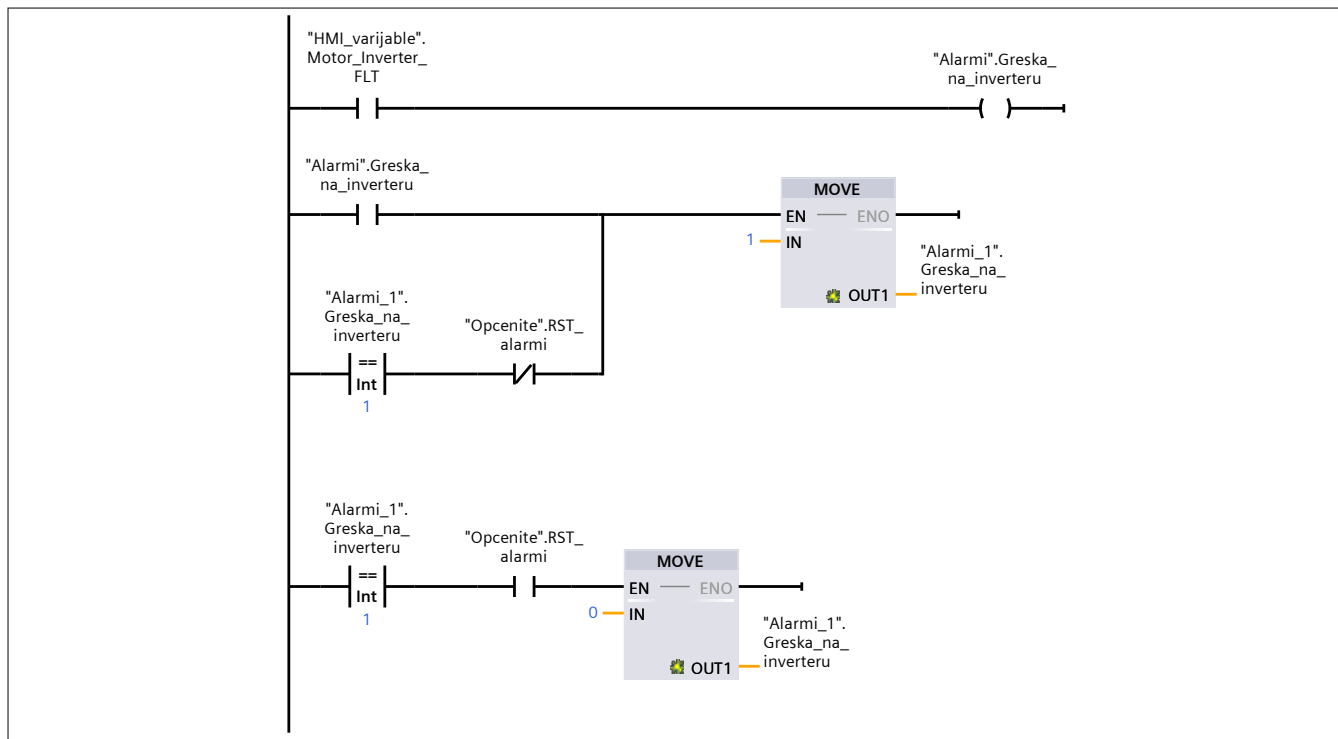 "HMI_varijable".
Motor_Inverter_
FLT
"Alarmi".Greska_
na_inverteru
"Alarmi".Greska_
na_inverteru
MOVE
EN
ENO
1
IN
OUT1
"Alarmi_1".
Greska_na_
inverteru
"Alarmi_1".
Greska_na_
inverteru
==
Int
1
"Opcenite".RST_
alarmi
"Alarmi_1".
Greska_na_
inverteru
==
Int
1
"Opcenite".RST_
alarmi
MOVE
EN
ENO
0
IN
OUT1
"Alarmi_1".
Greska_na_
inverteru